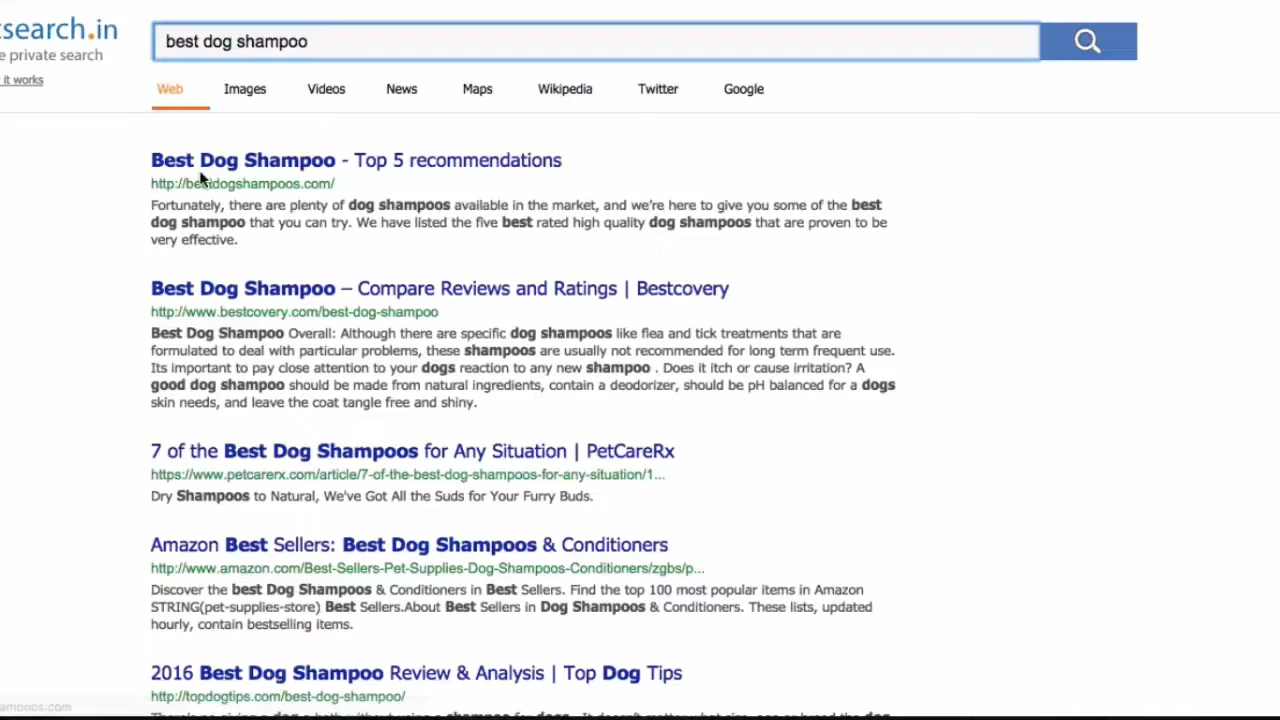 tsearch.in
e private search
it works
best dog shampoo
Web Images Videos News Maps Wikipedia Twitter Google
Best Dog Shampoo - Top 5 recommendations
http://bestdogshampoos.com/
Fortunately, there are plenty of dog shampoos available in the market, and we're here to give you some of the best
dog shampoo that you can try. We have listed the five best rated high quality dog shampoos that are proven to be
very effective.
Best Dog Shampoo – Compare Reviews and Ratings | Bestcovery
http://www.bestcovery.com/best-dog-shampoo
Best Dog Shampoo Overall: Although there are specific dog shampoos like flea and tick treatments that are
formulated to deal with particular problems, these shampoos are usually not recommended for long term frequent use.
Its important to pay close attention to your dogs reaction to any new shampoo . Does it itch or cause irritation? A
good dog shampoo should be made from natural ingredients, contain a deodorizer, should be pH balanced for a dogs
skin needs, and leave the coat tangle free and shiny.
7 of the Best Dog Shampoos for Any Situation | PetCareRx
https://www.petcarerx.com/article/7-of-the-best-dog-shampoos-for-any-situation/1...
Dry Shampoos to Natural, We've Got All the Suds for Your Furry Buds.
Amazon Best Sellers: Best Dog Shampoos & Conditioners
http://www.amazon.com/Best-Sellers-Pet-Supplies-Dog-Shampoos-Conditioners/zgbs/p...
Discover the best Dog Shampoos & Conditioners in Best Sellers. Find the top 100 most popular items in Amazon
STRING(pet-supplies-store) Best Sellers.About Best Sellers in Dog Shampoos & Conditioners. These lists, updated
hourly, contain bestselling items.
2016 Best Dog Shampoo Review & Analysis | Top Dog Tips
http://topdogtips.com/best-dog-shampoo/
ampoos.com